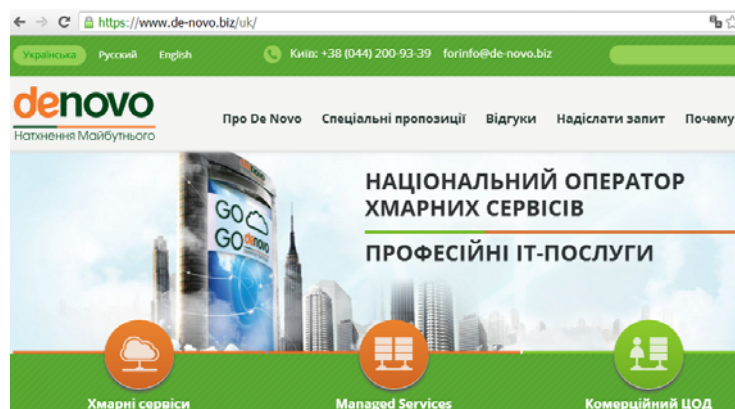 https://www.de-novo.biz/uk/
Українська Русский English Київ: +38 (044) 200-93-39 forinfo@de-novo.biz
denovo
Натхнення Майбутнього
Про De Novo Спеціальні пропозиції Відгуки Надіслати запит Почему
НАЦІОНАЛЬНИЙ ОПЕРАТОР
ХМАРНИХ СЕРВІСІВ
ПРОФЕСІЙНІ ІТ-ПОСЛУГИ
GO
GO denovo
Хмарні сервіси Managed Services Комерційний ЦОД